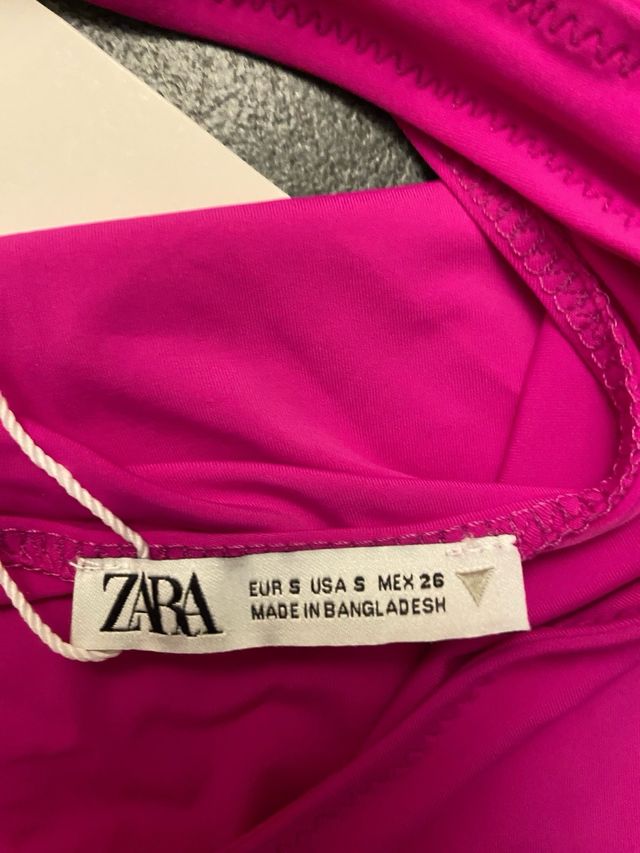 ZARA
EUR S USA S MEX 26
MADE IN BANGLADESH